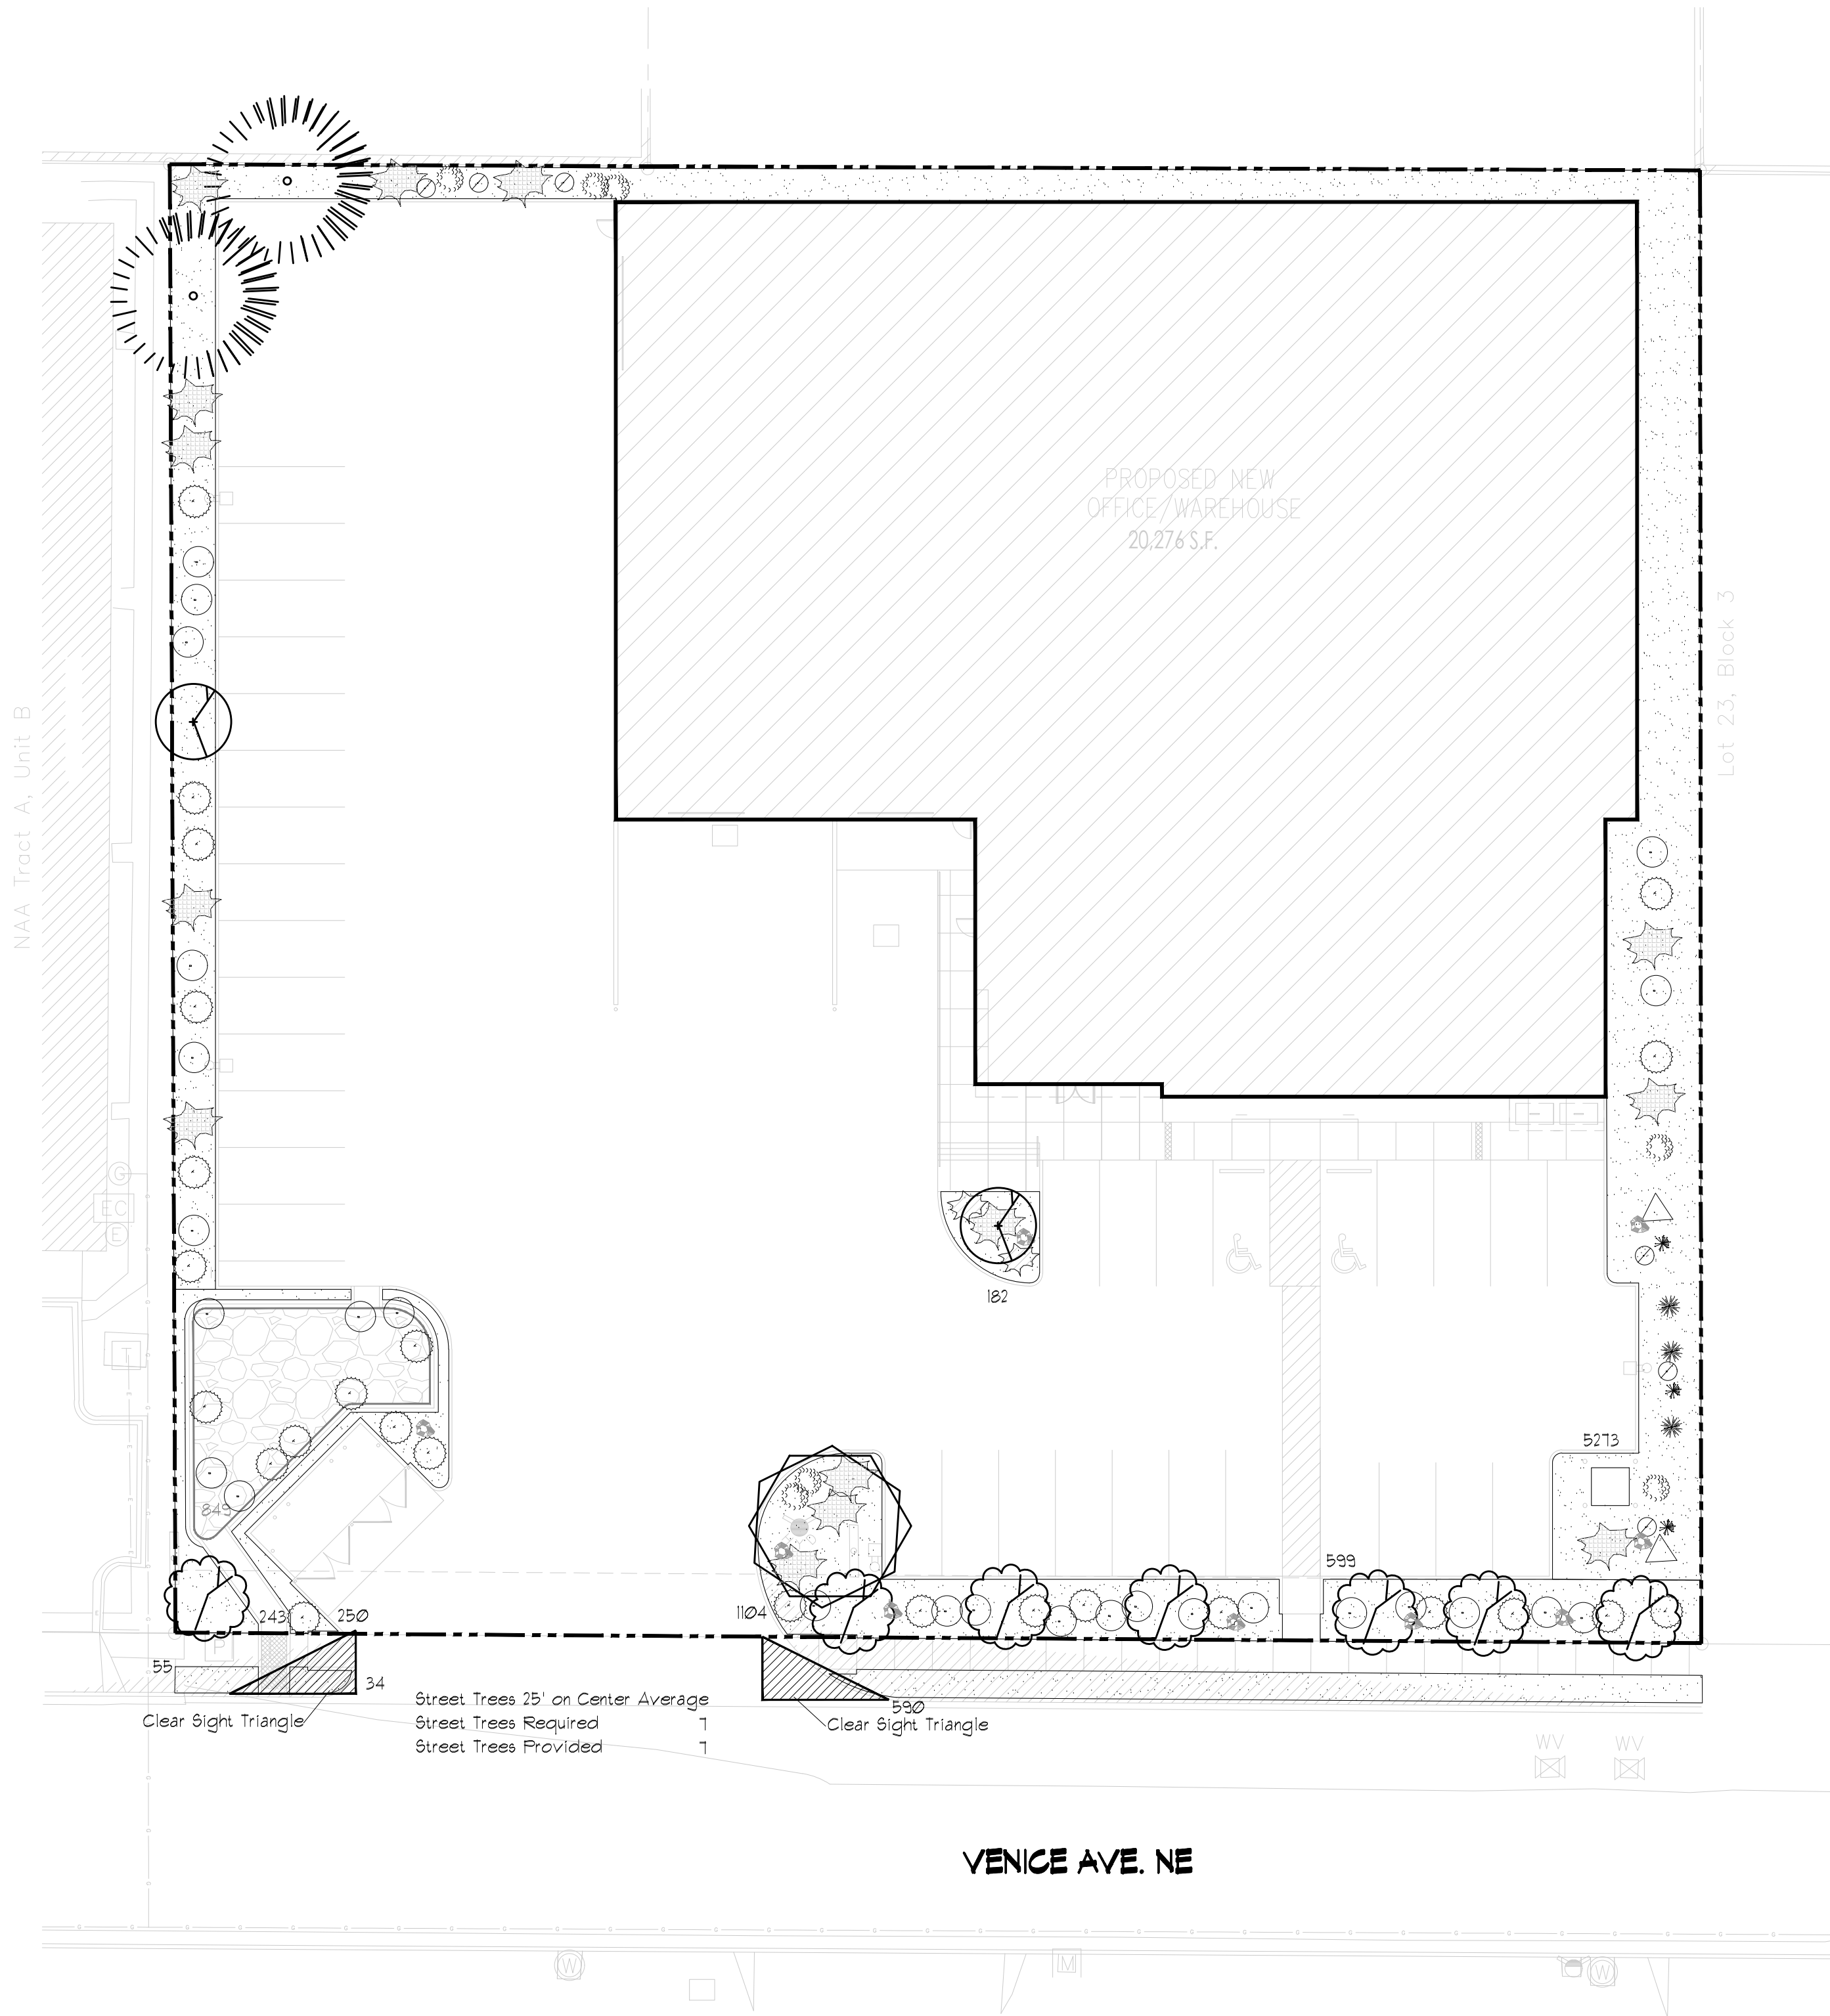 PROPOSED NEW
OFFICE/WAREHOUSE
20,276 S.F.
Lot 23, Block 3
NAA Tract A, Unit B
G
EC
E
T
182
5273
849
599
1104
243
250
55
34
590
Clear Sight Triangle
Street Trees 25' on Center Average
Street Trees Required 7
Street Trees Provided 7
Clear Sight Triangle
WV
WV
VENICE AVE. NE
G G G G G G G G G G G G G G G G G G G G G G G G G G G G G G G G G
W
M
W